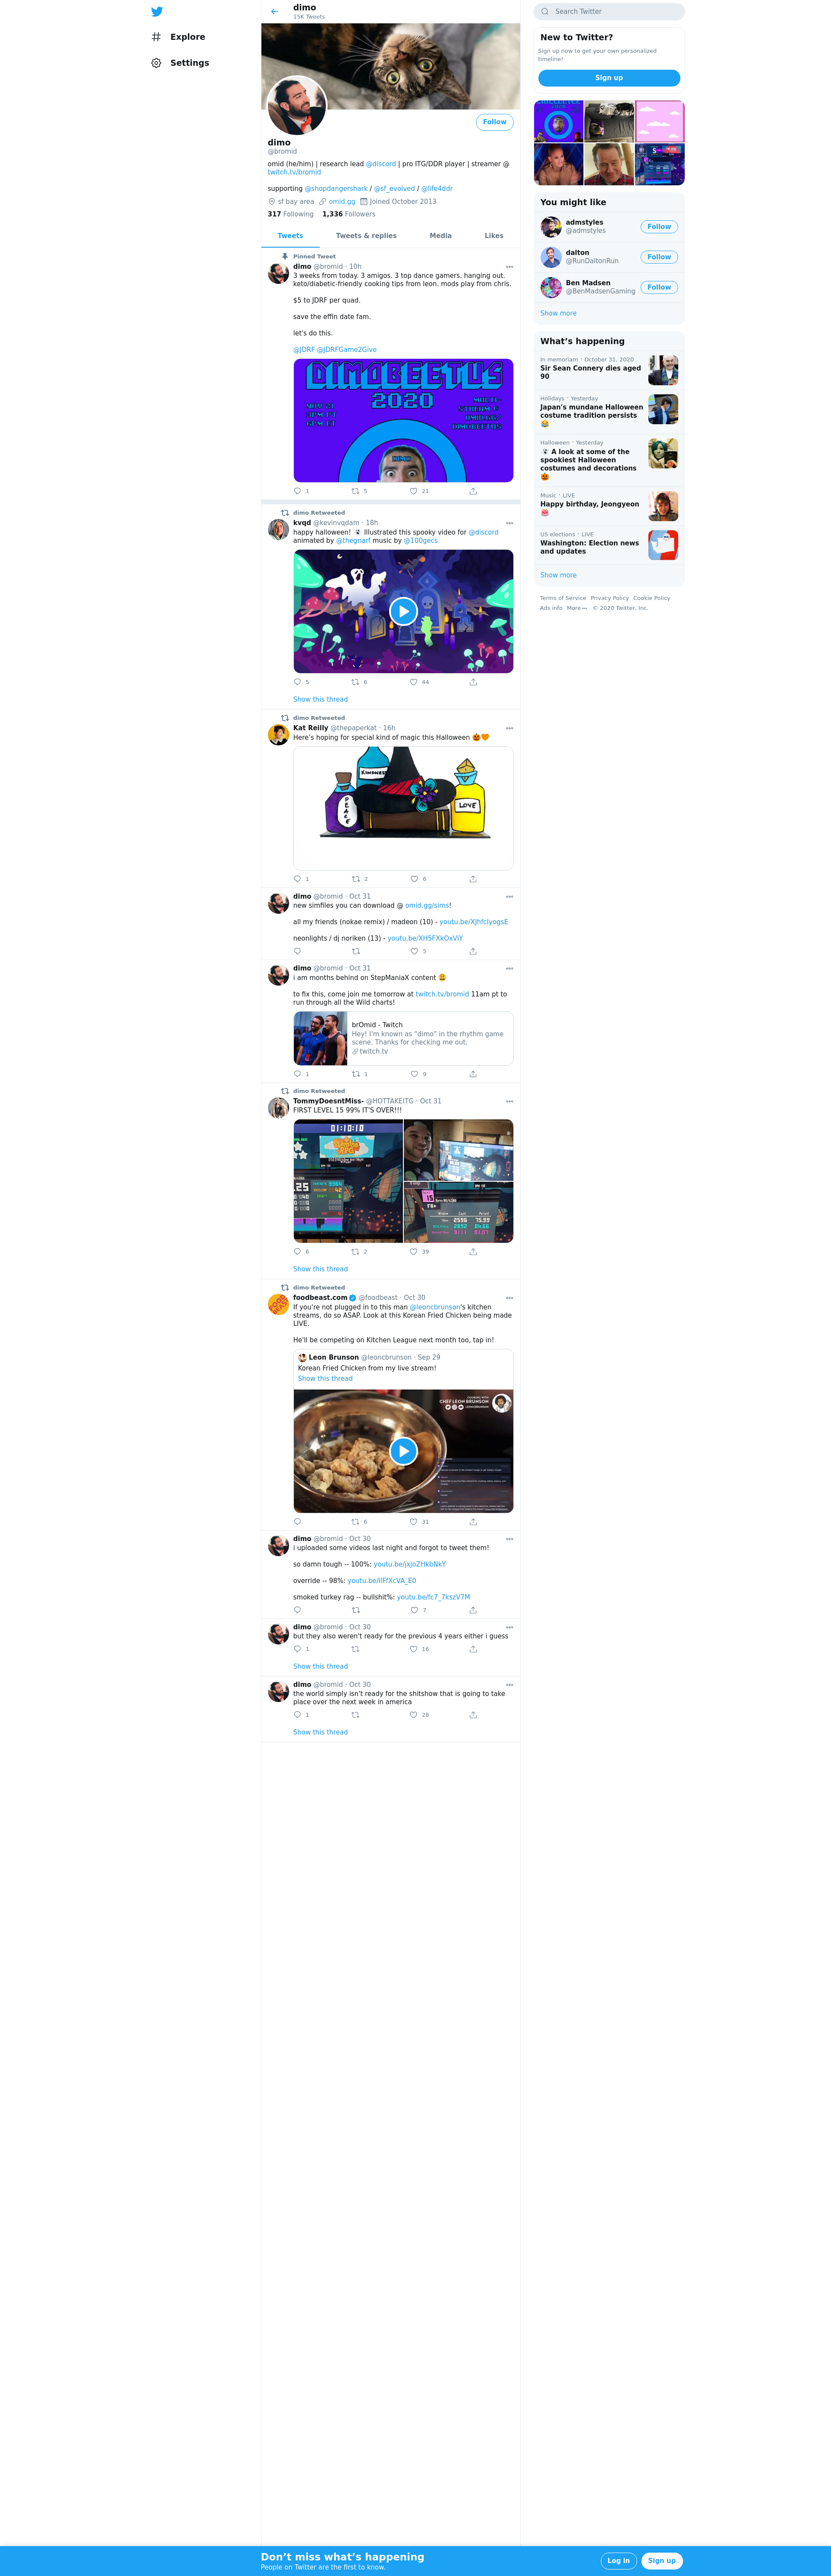 Explore
Settings
dimo
15K Tweets
Follow
dimo
@bromid
omid (he/him) | research lead @discord | pro ITG/DDR player | streamer @
twitch.tv/bromid
supporting @shopdangershark / @sf_evolved / @life4ddr
sf bay area omid.gg Joined October 2013
317 Following 1,336 Followers
Tweets Tweets & replies Media Likes
Pinned Tweet
dimo @bromid · 10h
3 weeks from today. 3 amigos. 3 top dance gamers. hanging out.
keto/diabetic-friendly cooking tips from leon. mods play from chris.
$5 to JDRF per quad.
save the effin date fam.
let's do this.
@JDRF @JDRFGame2Give
DIMOBEETUS
2020
NOV 21
3PM PT
6PM ET
MULTI-
STREAM @
OMID.GG/
DIMOBEETUS
1 5 21
dimo Retweeted
kvqd @kevinvqdam · 18h
happy halloween! 👻 Illustrated this spooky video for @discord
animated by @thegnarf music by @100gecs
5 6 44
Show this thread
dimo Retweeted
Kat Reilly @thepaperkat · 16h
Here's hoping for special kind of magic this Halloween 🎃🧡
KINDNESS
PEACE
LOVE
1 2 6
dimo @bromid · Oct 31
new simfiles you can download @ omid.gg/sims!
all my friends (nokae remix) / madeon (10) - youtu.be/XJhfclyogsE
neonlights / dj noriken (13) - youtu.be/XH5FXkOxViY
5
dimo @bromid · Oct 31
i am months behind on StepManiaX content 😩
to fix this, come join me tomorrow at twitch.tv/bromid 11am pt to
run through all the Wild charts!
brOmid - Twitch
Hey! I'm known as "dimo" in the rhythm game
scene. Thanks for checking me out.
twitch.tv
1 1 9
dimo Retweeted
TommyDoesntMiss- @HOTTAKEITG · Oct 31
FIRST LEVEL 15 99% IT'S OVER!!!
1:10:10
6 2 39
Show this thread
dimo Retweeted
foodbeast.com @foodbeast · Oct 30
If you're not plugged in to this man @leoncbrunson's kitchen
streams, do so ASAP. Look at this Korean Fried Chicken being made
LIVE.
He'll be competing on Kitchen League next month too, tap in!
Leon Brunson @leoncbrunson · Sep 29
Korean Fried Chicken from my live stream!
Show this thread
CHEF LEON BRUNSON
6 31
dimo @bromid · Oct 30
i uploaded some videos last night and forgot to tweet them!
so damn tough -- 100%: youtu.be/jxjoZHkbNkY
override -- 98%: youtu.be/IlFfXcVA_E0
smoked turkey rag -- bullshit%: youtu.be/fc7_7kszV7M
7
dimo @bromid · Oct 30
but they also weren't ready for the previous 4 years either i guess
1 16
Show this thread
dimo @bromid · Oct 30
the world simply isn't ready for the shitshow that is going to take
place over the next week in america
1 28
Show this thread
Search Twitter
New to Twitter?
Sign up now to get your own personalized
timeline!
Sign up
You might like
admstyles
@admstyles
Follow
dalton
@RunDaltonRun
Follow
Ben Madsen
@BenMadsenGaming
Follow
Show more
What's happening
In memoriam · October 31, 2020
Sir Sean Connery dies aged
90
Holidays · Yesterday
Japan's mundane Halloween
costume tradition persists
😂
Halloween · Yesterday
👻 A look at some of the
spookiest Halloween
costumes and decorations
🎃
Music · LIVE
Happy birthday, Jeongyeon
US elections · LIVE
Washington: Election news
and updates
Show more
Terms of Service Privacy Policy Cookie Policy
Ads info More ··· © 2020 Twitter, Inc.
Don't miss what's happening
People on Twitter are the first to know.
Log in
Sign up